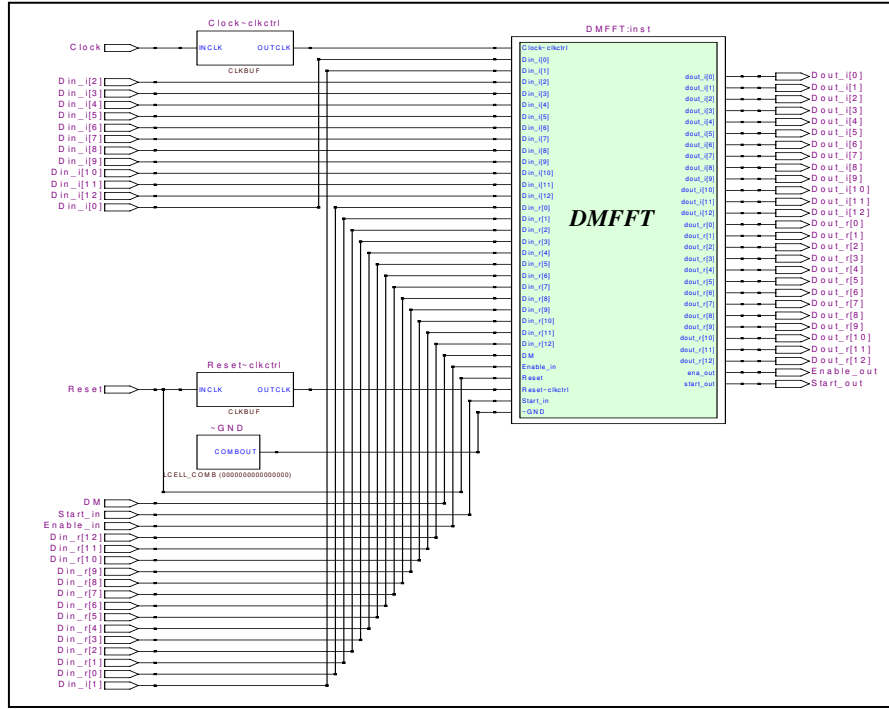 Clock~clkctrl
Clock
INCLK
OUTCLK
CLKBUF
Din_i[2]
Din_i[3]
Din_i[4]
Din_i[5]
Din_i[6]
Din_i[7]
Din_i[8]
Din_i[9]
Din_i[10]
Din_i[11]
Din_i[12]
Din_i[0]
Reset~clkctrl
Reset
INCLK
OUTCLK
CLKBUF
~GND
COMBOUT
LCELL_COMB (0000000000000000)
DM
Start_in
Enable_in
Din_r[12]
Din_r[11]
Din_r[10]
Din_r[9]
Din_r[8]
Din_r[7]
Din_r[6]
Din_r[5]
Din_r[4]
Din_r[3]
Din_r[2]
Din_r[1]
Din_r[0]
Din_i[1]
DMFFT:inst
Clock~clkctrl
Din_i[0]
Din_i[1]
Din_i[2]
Din_i[3]
Din_i[4]
Din_i[5]
Din_i[6]
Din_i[7]
Din_i[8]
Din_i[9]
Din_i[10]
Din_i[11]
Din_i[12]
Din_r[0]
Din_r[1]
Din_r[2]
Din_r[3]
Din_r[4]
Din_r[5]
Din_r[6]
Din_r[7]
Din_r[8]
Din_r[9]
Din_r[10]
Din_r[11]
Din_r[12]
DM
Enable_in
Reset
Reset~clkctrl
Start_in
~GND
DMFFT
dout_i[0]
dout_i[1]
dout_i[2]
dout_i[3]
dout_i[4]
dout_i[5]
dout_i[6]
dout_i[7]
dout_i[8]
dout_i[9]
dout_i[10]
dout_i[11]
dout_i[12]
dout_r[0]
dout_r[1]
dout_r[2]
dout_r[3]
dout_r[4]
dout_r[5]
dout_r[6]
dout_r[7]
dout_r[8]
dout_r[9]
dout_r[10]
dout_r[11]
dout_r[12]
ena_out
start_out
Dout_i[0]
Dout_i[1]
Dout_i[2]
Dout_i[3]
Dout_i[4]
Dout_i[5]
Dout_i[6]
Dout_i[7]
Dout_i[8]
Dout_i[9]
Dout_i[10]
Dout_i[11]
Dout_i[12]
Dout_r[0]
Dout_r[1]
Dout_r[2]
Dout_r[3]
Dout_r[4]
Dout_r[5]
Dout_r[6]
Dout_r[7]
Dout_r[8]
Dout_r[9]
Dout_r[10]
Dout_r[11]
Dout_r[12]
Enable_out
Start_out